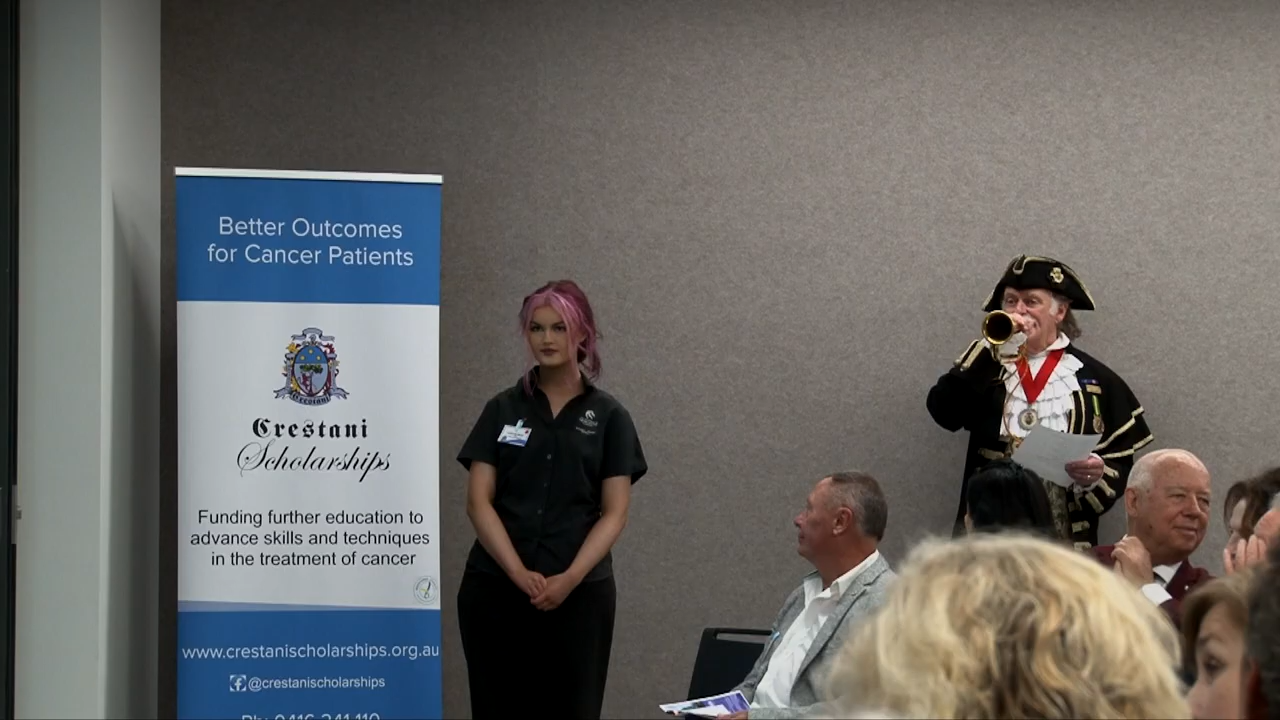 Better Outcomes
for Cancer Patients
Crestani
Crestani
Scholarships
Funding further education to
advance skills and techniques
in the treatment of cancer
www.crestanischolarships.org.au
@crestanischolarships